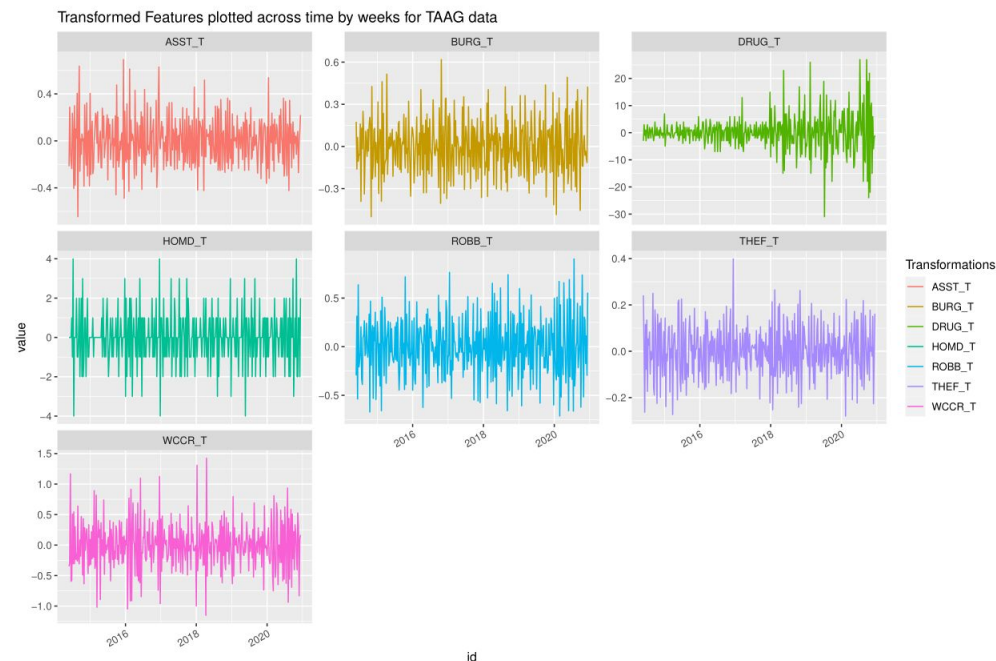 Transformed Features plotted across time by weeks for TAAG data
ASST_T
BURG_T
DRUG_T
0.4
0.0
−0.4
0.6
0.3
0.0
−0.3
20
10
0
−10
−20
−30
HOMD_T
ROBB_T
THEF_T
4
2
0
−2
−4
0.5
0.0
−0.5
0.4
0.2
0.0
−0.2
2016
2018
2020
2016
2018
2020
WCCR_T
1.5
1.0
0.5
0.0
−0.5
−1.0
2016
2018
2020
value
id
Transformations
ASST_T
BURG_T
DRUG_T
HOMD_T
ROBB_T
THEF_T
WCCR_T